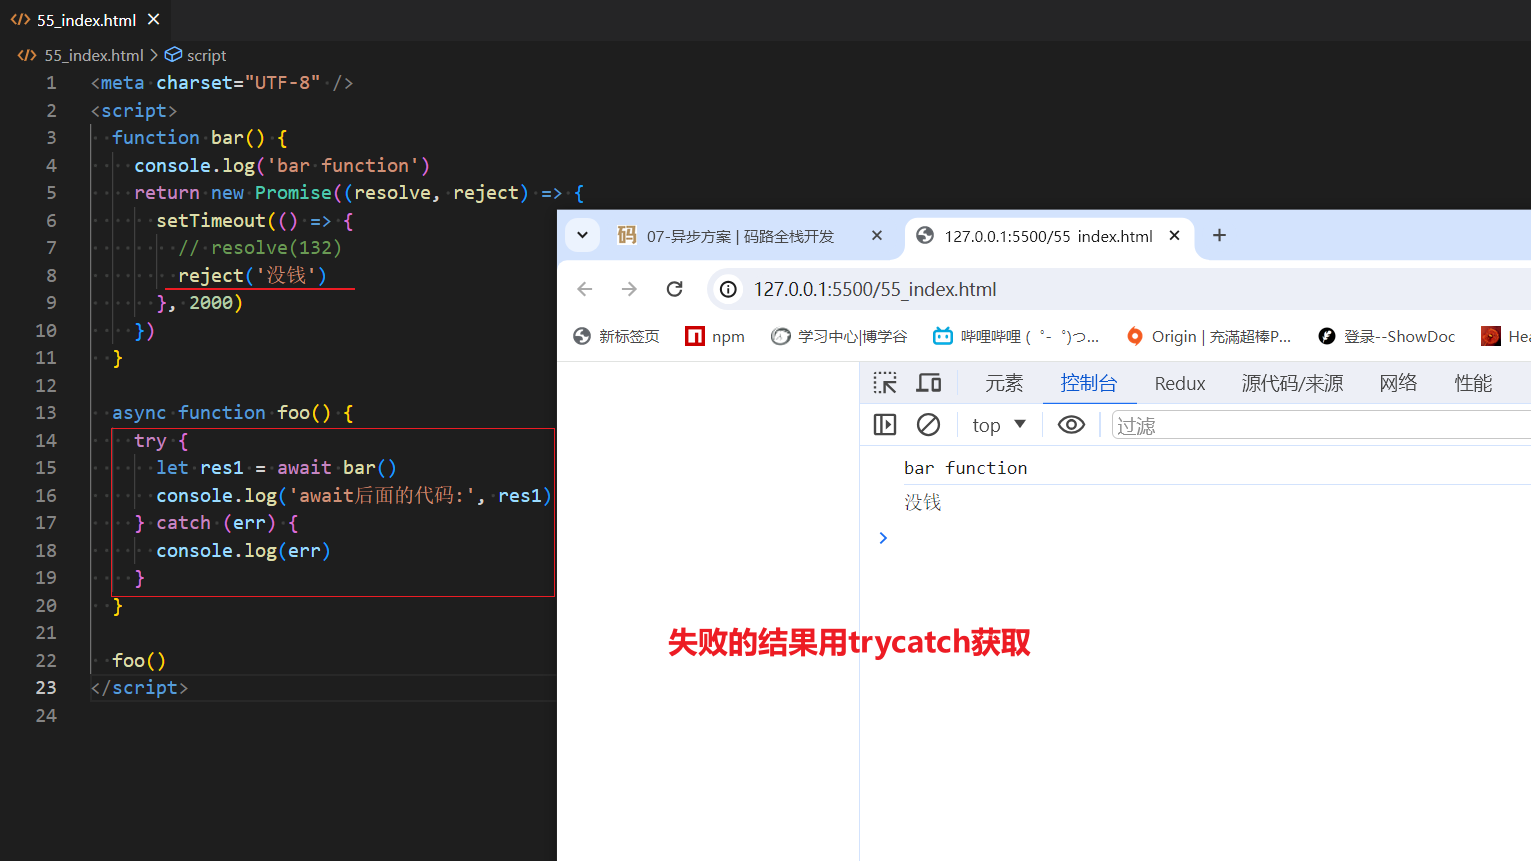 55_index.html
55_index.html > script
1 <meta charset="UTF-8" />
2 <script>
3 function bar() {
4 console.log('bar function')
5 return new Promise((resolve, reject) => {
6 setTimeout(() => {
7 // resolve(132)
8 reject('没钱')
9 }, 2000)
10 })
11 }
12
13 async function foo() {
14 try {
15 let res1 = await bar()
16 console.log('await后面的代码:', res1)
17 } catch (err) {
18 console.log(err)
19 }
20 }
21
22 foo()
23 </script>
24
码 07-异步方案 | 码路全栈开发 127.0.0.1:5500/55_index.html
127.0.0.1:5500/55_index.html
新标签页 npm 学习中心|博学谷 哔哩哔哩 (゜-゜)つ... Origin | 充满超棒P... 登录--ShowDoc Hea
元素 控制台 Redux 源代码/来源 网络 性能
top 过滤
bar function
没钱
失败的结果用trycatch获取